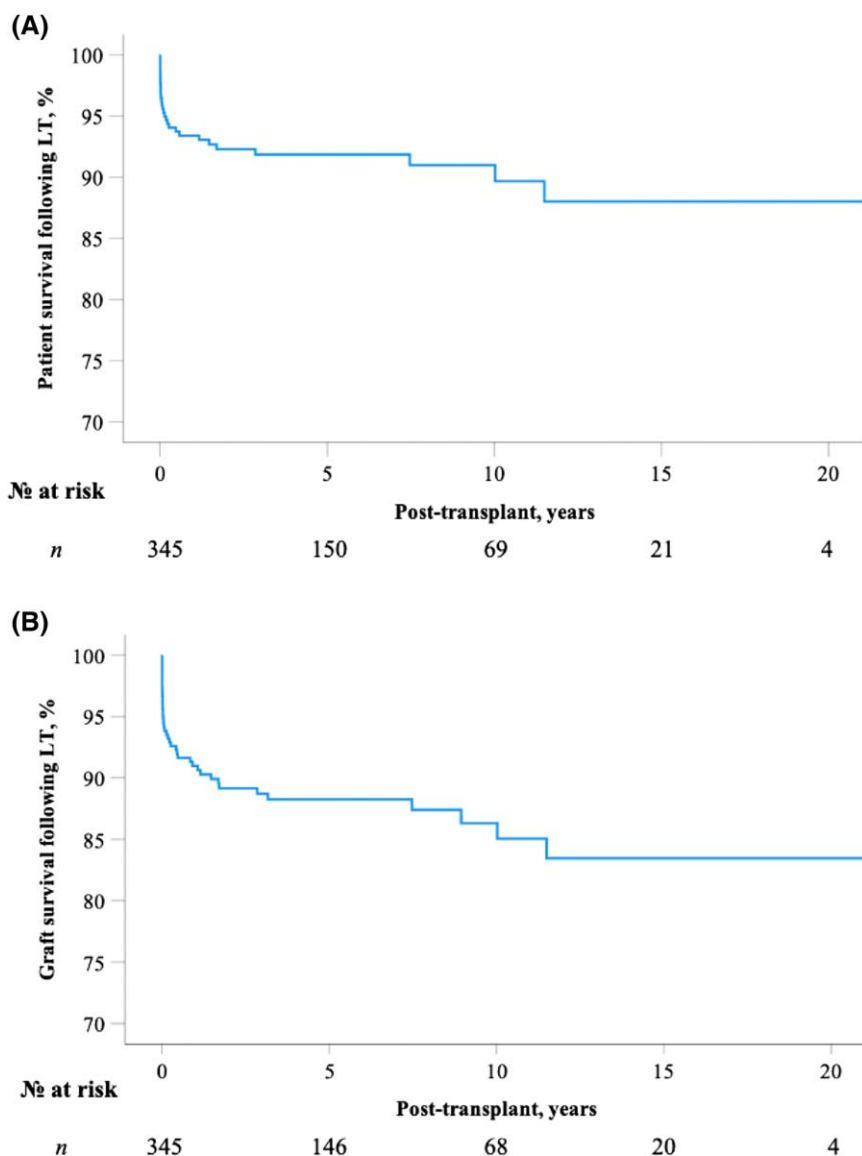 (A)
Patient survival following LT, %
100
95
90
85
80
75
70
0 5 10 15 20
№ at risk
Post-transplant, years
n 345 150 69 21 4
(B)
Graft survival following LT, %
100
95
90
85
80
75
70
0 5 10 15 20
№ at risk
Post-transplant, years
n 345 146 68 20 4